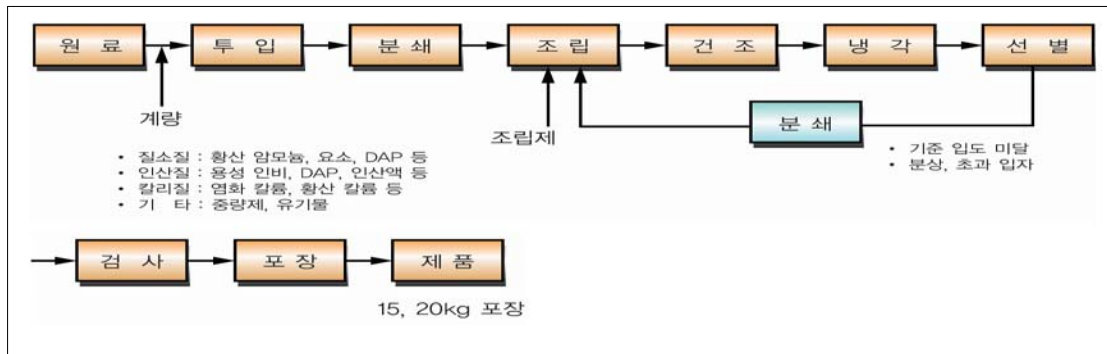 원 료 투 입 분 쇄 조 립 건 조 냉 각 선 별
계량
조립제
분 쇄
• 질소질 : 황산 암모늄, 요소, DAP 등
• 인산질 : 용성 인비, DAP, 인산액 등
• 칼리질 : 염화 칼륨, 황산 칼륨 등
• 기 타 : 중량제, 유기물
• 기준 입도 미달
• 분상, 초과 입자
검 사 포 장 제 품
15, 20kg 포장